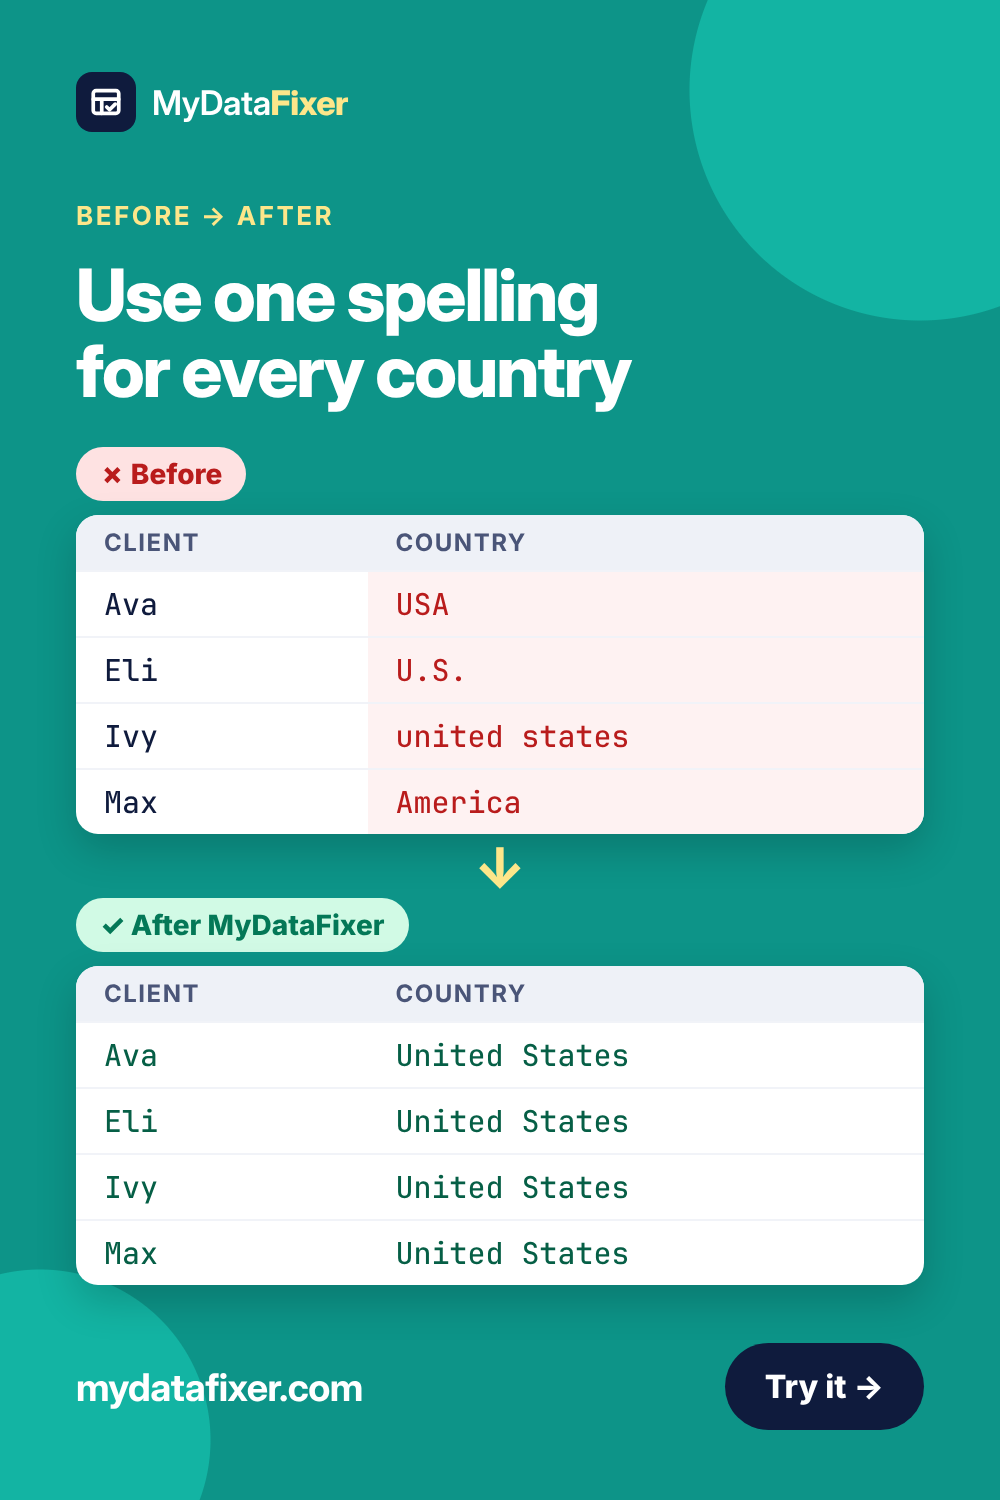 MyDataFixer
BEFORE → AFTER
Use one spelling
for every country
× Before
CLIENT COUNTRY
Ava USA
Eli U.S.
Ivy united states
Max America
↓
✓ After MyDataFixer
CLIENT COUNTRY
Ava United States
Eli United States
Ivy United States
Max United States
mydatafixer.com
Try it →